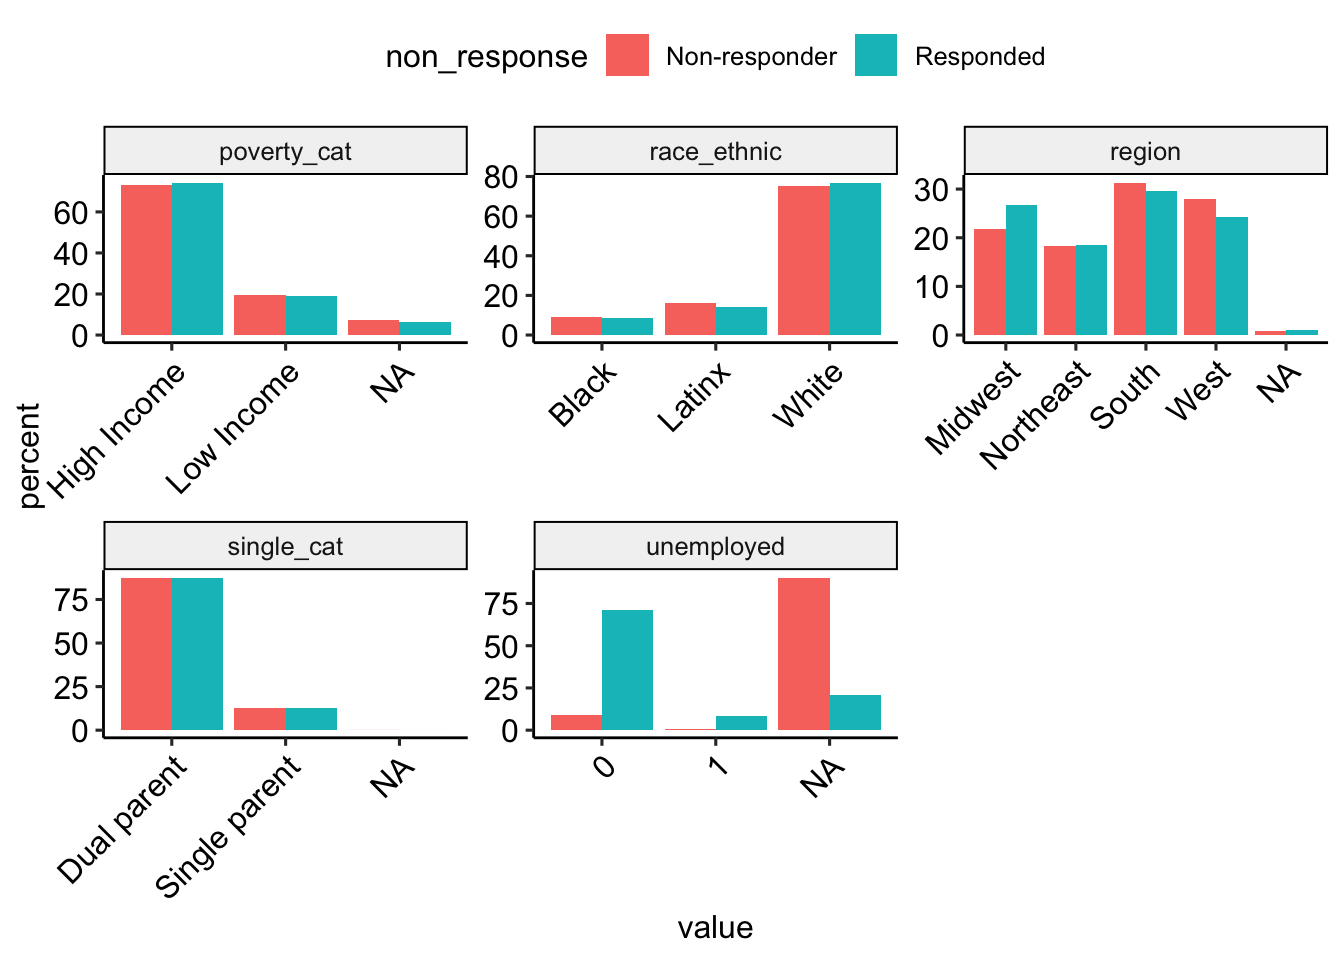 non_response Non-responder Responded
poverty_cat
race_ethnic
region
60
40
20
0
80
60
40
20
0
30
20
10
0
High Income
Low Income
NA
Black
Latinx
White
Midwest
Northeast
South
West
NA
percent
single_cat
unemployed
75
50
25
0
75
50
25
0
Dual parent
Single parent
NA
0
1
NA
value